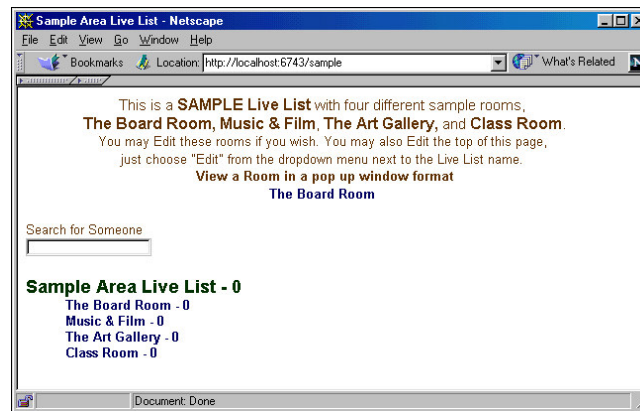 Sample Area Live List - Netscape
File Edit View Go Window Help
Bookmarks Location: http://localhost:6743/sample What's Related
This is a SAMPLE Live List with four different sample rooms,
The Board Room, Music & Film, The Art Gallery, and Class Room.
You may Edit these rooms if you wish. You may also Edit the top of this page,
just choose "Edit" from the dropdown menu next to the Live List name.
View a Room in a pop up window format
The Board Room
Search for Someone
Sample Area Live List - 0
The Board Room - 0
Music & Film - 0
The Art Gallery - 0
Class Room - 0
Document: Done